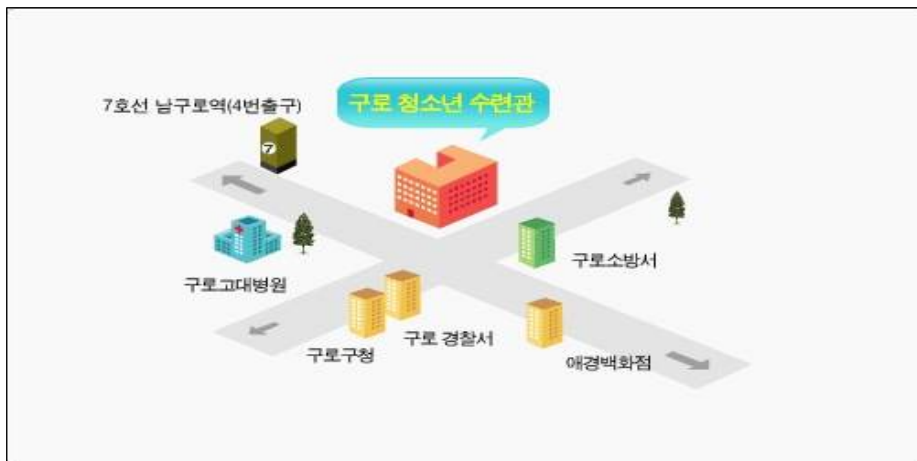 구로 청소년 수련관
7호선 남구로역(4번출구)
7
구로소방서
구로고대병원
구로 경찰서
구로구청
애경백화점